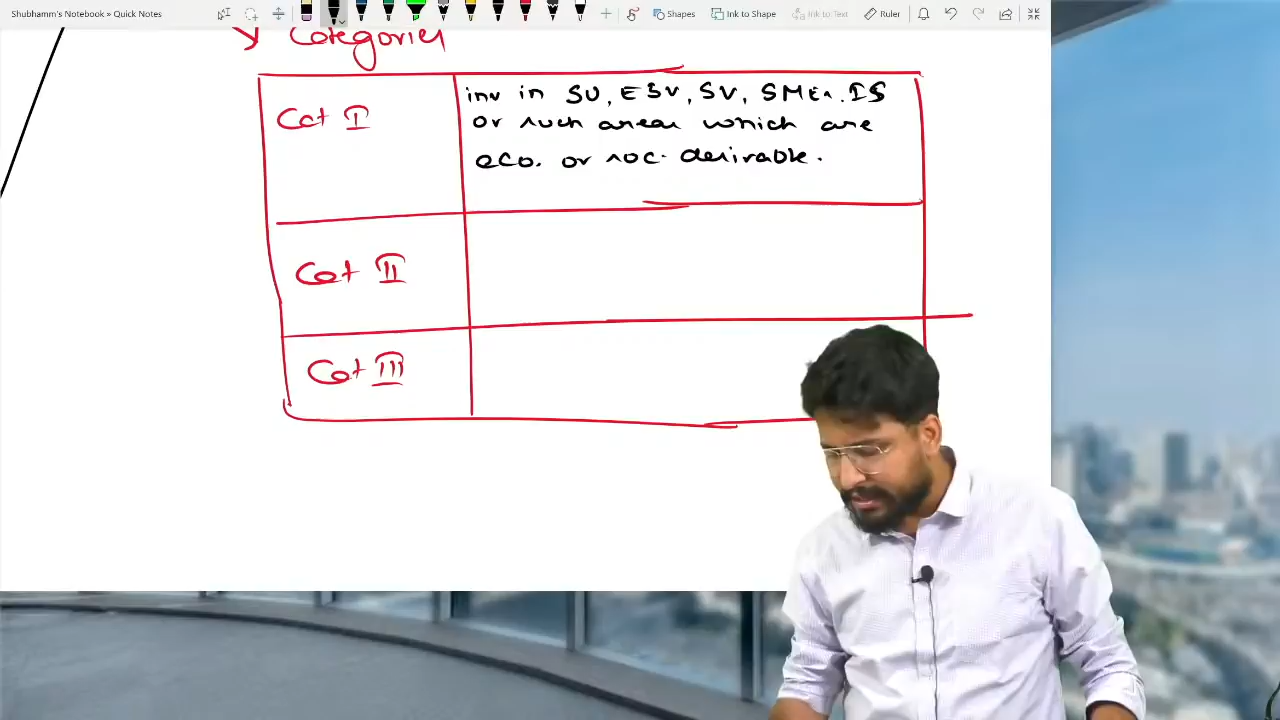 Shubhamm's Notebook » Quick Notes
Shapes
Ink to Shape
Ink to Text
Ruler
Categories
Cat I
inv in SU, ESV, SV, SMEs. IS
or such areas which are
eco. or soc. desirable.
Cat II
Cat III